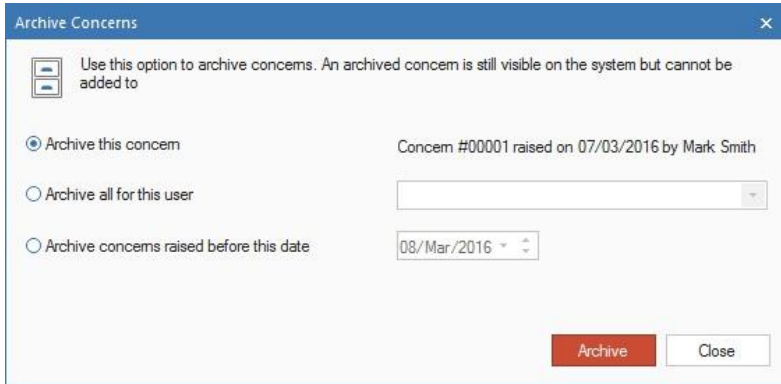 Archive Concerns
Use this option to archive concerns. An archived concern is still visible on the system but cannot be
added to
Archive this concern
Concern #00001 raised on 07/03/2016 by Mark Smith
Archive all for this user
Archive concerns raised before this date
08/Mar/2016
Archive
Close